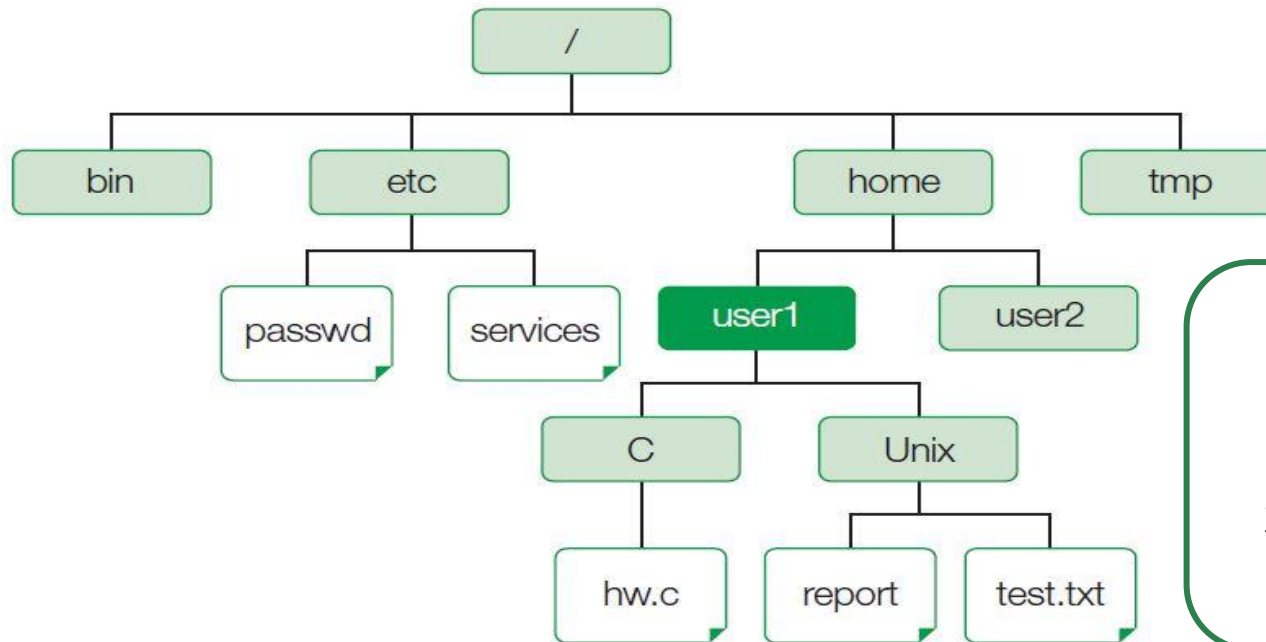 /
bin etc home tmp
passwd services user1 user2
C Unix
hw.c report test.txt